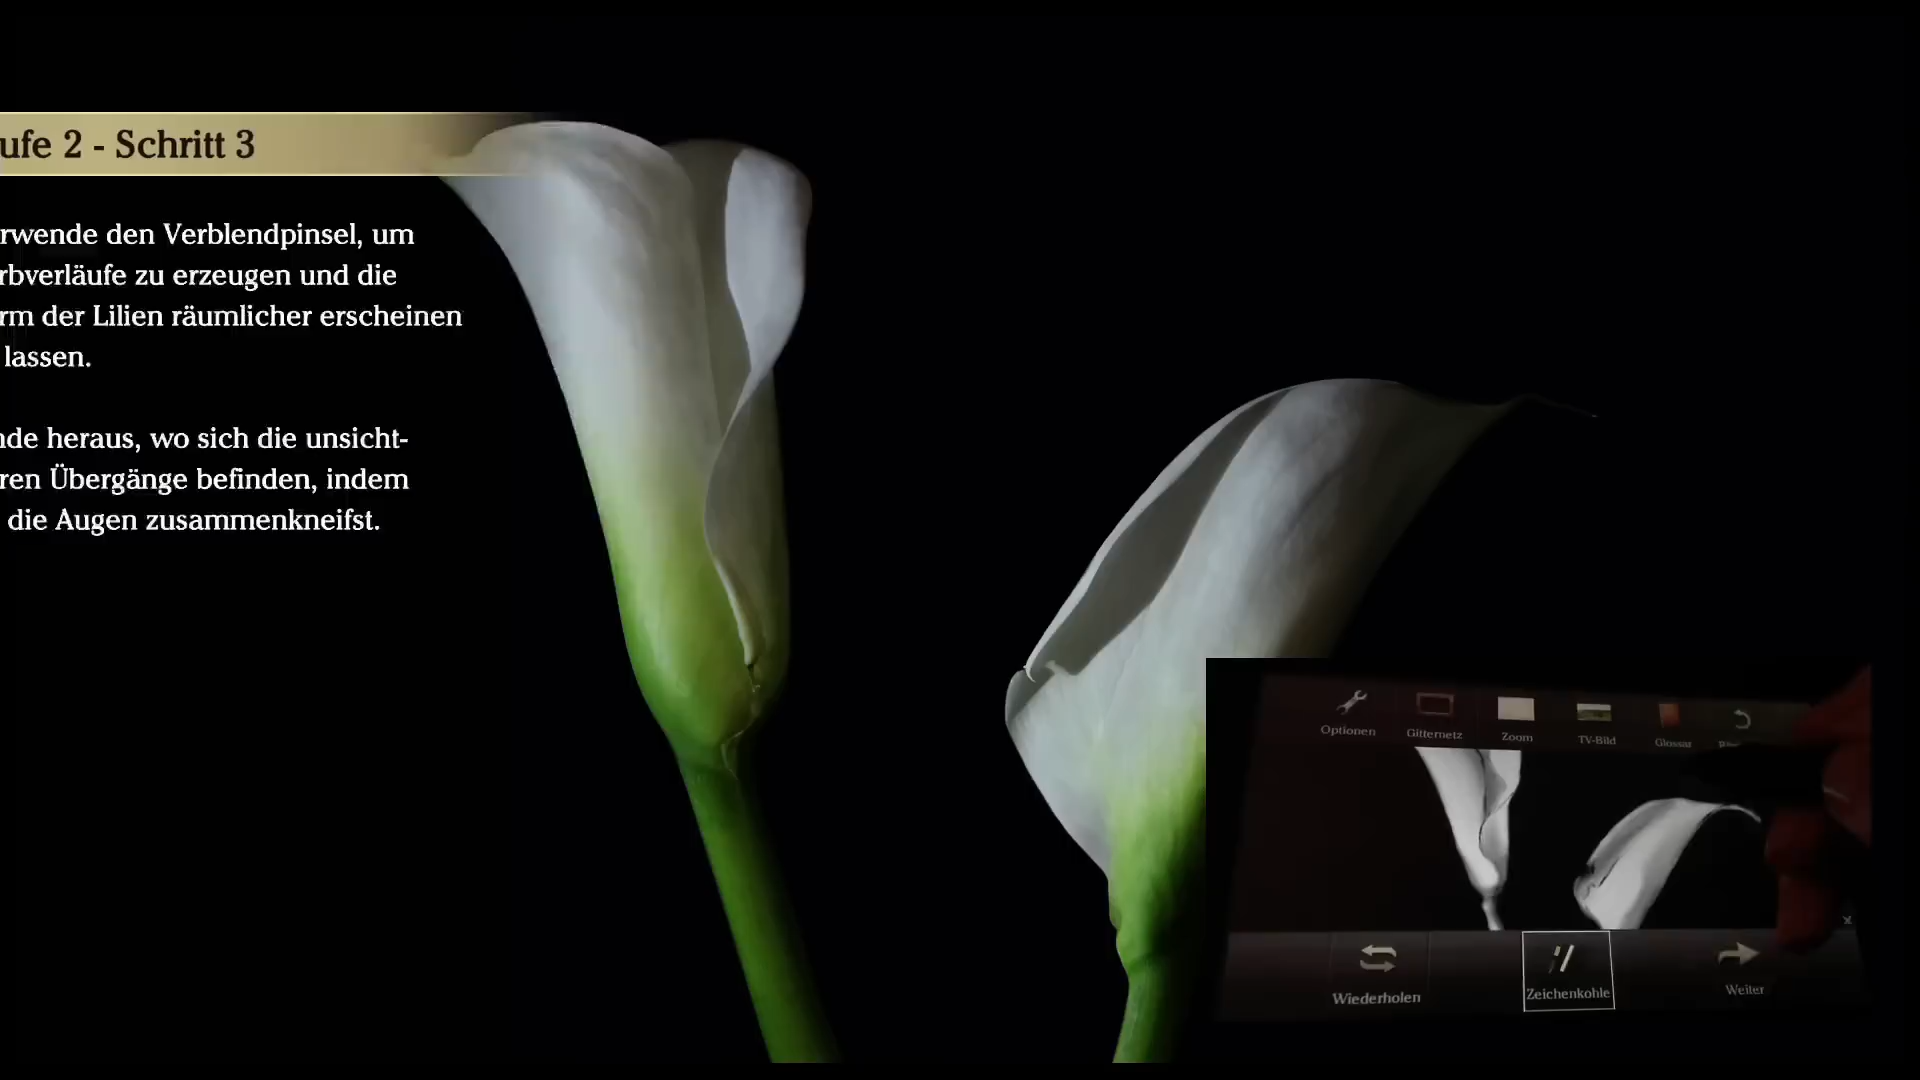 ufe 2 - Schritt 3
rwende den Verblendpinsel, um
rbverläufe zu erzeugen und die
rm der Lilien räumlicher erscheinen
lassen.
nde heraus, wo sich die unsicht-
ren Übergänge befinden, indem
die Augen zusammenkneifst.
Optionen
Gitternetz
Zoom
TV-Bild
Glossar
Wiederholen
Zeichenkohle
Weiter